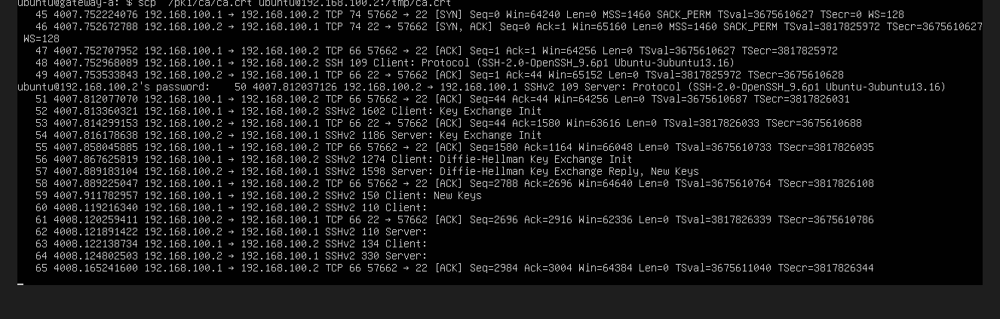 ubuntu@gateway-a: $ scp ~/pki/ca/ca.crt ubuntu@192.168.100.2:/tmp/ca.crt
45 4007.752224076 192.168.100.1 → 192.168.100.2 TCP 74 57662 → 22 [SYN] Seq=0 Win=64240 Len=0 MSS=1460 SACK_PERM TSval=3675610627 TSecr=0 WS=128
46 4007.752672788 192.168.100.2 → 192.168.100.1 TCP 74 22 → 57662 [SYN, ACK] Seq=0 Ack=1 Win=65160 Len=0 MSS=1460 SACK_PERM TSval=3817825972 TSecr=3675610627
WS=128
47 4007.752707952 192.168.100.1 → 192.168.100.2 TCP 66 57662 → 22 [ACK] Seq=1 Ack=1 Win=64256 Len=0 TSval=3675610627 TSecr=3817825972
48 4007.752968089 192.168.100.1 → 192.168.100.2 SSH 109 Client: Protocol (SSH-2.0-OpenSSH_9.6p1 Ubuntu-3ubuntu13.16)
49 4007.753533843 192.168.100.2 → 192.168.100.1 TCP 66 22 → 57662 [ACK] Seq=1 Ack=44 Win=65152 Len=0 TSval=3817825972 TSecr=3675610628
ubuntu@192.168.100.2's password:    50 4007.812037126 192.168.100.2 → 192.168.100.1 SSHv2 109 Server: Protocol (SSH-2.0-OpenSSH_9.6p1 Ubuntu-3ubuntu13.16)
51 4007.812077070 192.168.100.1 → 192.168.100.2 TCP 66 57662 → 22 [ACK] Seq=44 Ack=44 Win=64256 Len=0 TSval=3675610687 TSecr=3817826031
52 4007.813360321 192.168.100.1 → 192.168.100.2 SSHv2 1602 Client: Key Exchange Init
53 4007.814299153 192.168.100.2 → 192.168.100.1 TCP 66 22 → 57662 [ACK] Seq=44 Ack=1580 Win=63616 Len=0 TSval=3817826033 TSecr=3675610688
54 4007.816178638 192.168.100.2 → 192.168.100.1 SSHv2 1186 Server: Key Exchange Init
55 4007.858045885 192.168.100.1 → 192.168.100.2 TCP 66 57662 → 22 [ACK] Seq=1580 Ack=1164 Win=66048 Len=0 TSval=3675610733 TSecr=3817826035
56 4007.867625819 192.168.100.1 → 192.168.100.2 SSHv2 1274 Client: Diffie-Hellman Key Exchange Init
57 4007.889183104 192.168.100.2 → 192.168.100.1 SSHv2 1598 Server: Diffie-Hellman Key Exchange Reply, New Keys
58 4007.889225047 192.168.100.1 → 192.168.100.2 TCP 66 57662 → 22 [ACK] Seq=2788 Ack=2696 Win=64640 Len=0 TSval=3675610764 TSecr=3817826108
59 4007.911782957 192.168.100.1 → 192.168.100.2 SSHv2 150 Client: New Keys
60 4008.119216340 192.168.100.1 → 192.168.100.2 SSHv2 110 Client:
61 4008.120259411 192.168.100.2 → 192.168.100.1 TCP 66 22 → 57662 [ACK] Seq=2696 Ack=2916 Win=62336 Len=0 TSval=3817826339 TSecr=3675610786
62 4008.121891422 192.168.100.2 → 192.168.100.1 SSHv2 110 Server:
63 4008.122138734 192.168.100.1 → 192.168.100.2 SSHv2 134 Client:
64 4008.124802503 192.168.100.2 → 192.168.100.1 SSHv2 330 Server:
65 4008.165241600 192.168.100.1 → 192.168.100.2 TCP 66 57662 → 22 [ACK] Seq=2984 Ack=3004 Win=64384 Len=0 TSval=3675611040 TSecr=3817826344